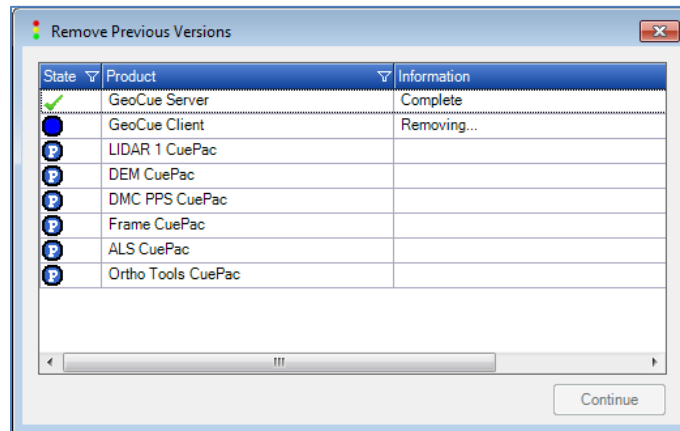 Remove Previous Versions
State Product Information
GeoCue Server Complete
GeoCue Client Removing...
P LIDAR 1 CuePac
P DEM CuePac
P DMC PPS CuePac
P Frame CuePac
P ALS CuePac
P Ortho Tools CuePac
Continue